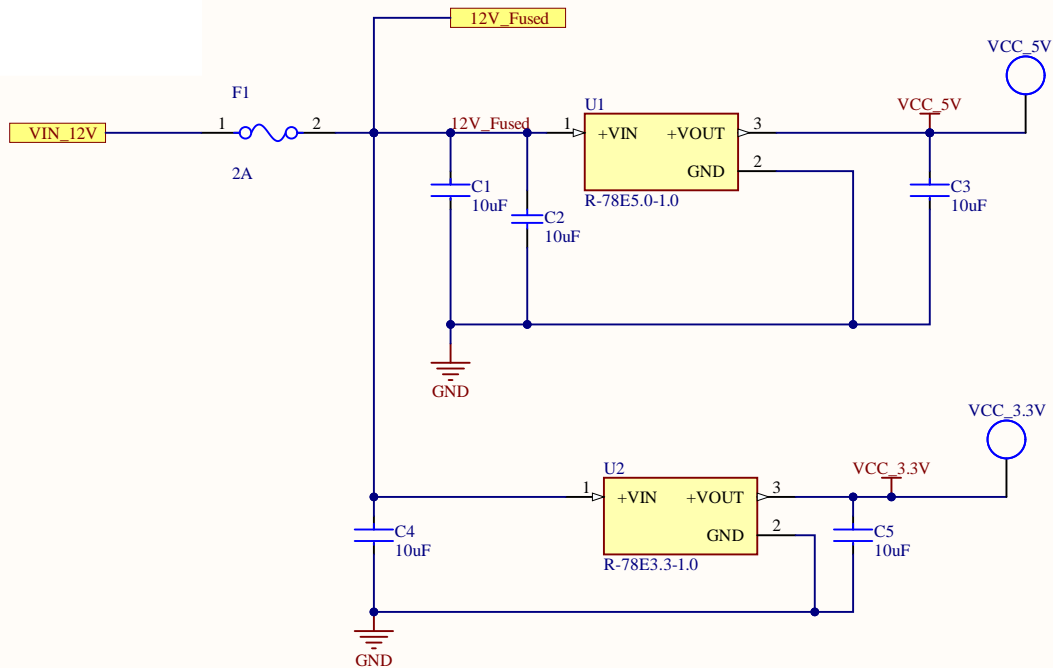 12V_Fused
VCC_5V
F1
U1
VCC_5V
VIN_12V
1
2
12V_Fused
1
+VIN
+VOUT
3
GND
2
2A
C1
10uF
C3
10uF
R-78E5.0-1.0
C2
10uF
GND
VCC_3.3V
U2
VCC_3.3V
1
+VIN
+VOUT
3
GND
2
C4
10uF
C5
10uF
R-78E3.3-1.0
GND